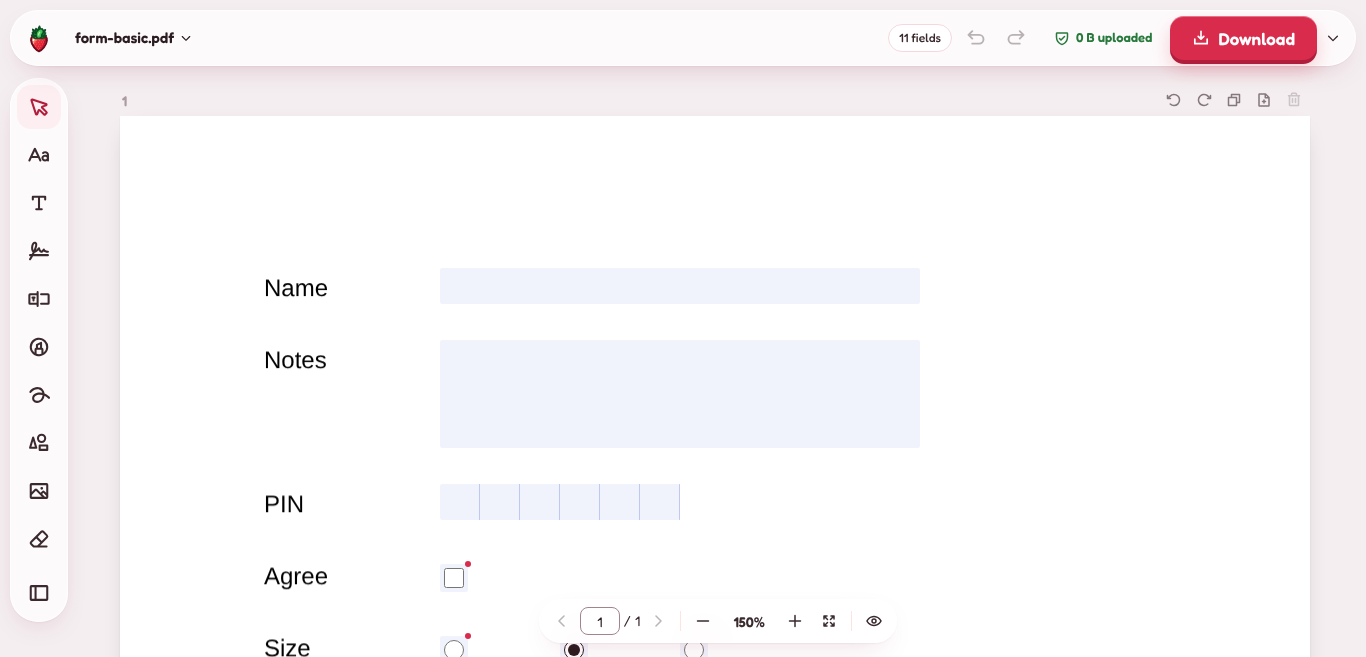 form-basic.pdf
11 fields
0 B uploaded
Download
1
Aa
Name
Notes
PIN
Agree
Size
1 / 1
150%